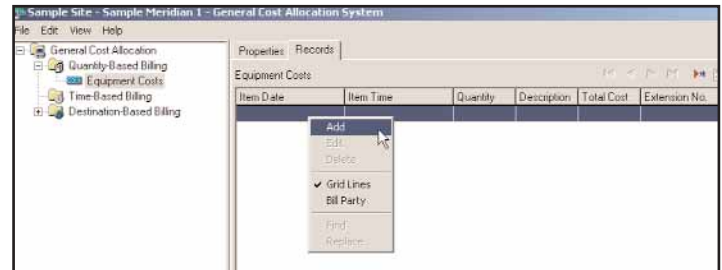 Sample Site - Sample Meridian 1 - General Cost Allocation System
File Edit View Help
General Cost Allocation
Quantity-Based Billing
Equipment Costs
Time-Based Billing
Destination-Based Billing
Properties Records
Equipment Costs
Item Date Item Time Quantity Description Total Cost Extension No.
Add
Edit...
Delete
Grid Lines
Bill Party
Find
Replace...